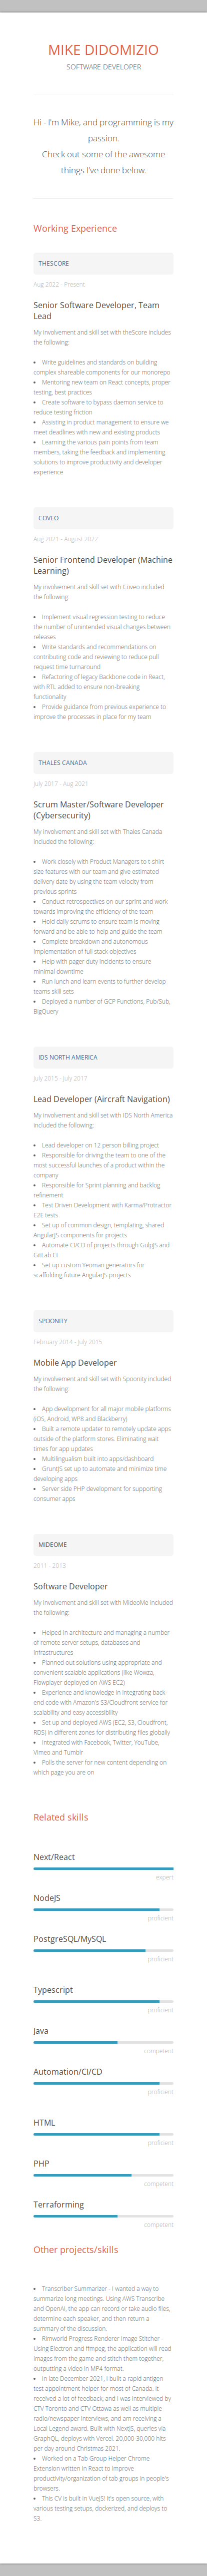 MIKE DIDOMIZIO
SOFTWARE DEVELOPER
Hi - I'm Mike, and programming is my
passion.
Check out some of the awesome
things I've done below.
Working Experience
THESCORE
Aug 2022 - Present
Senior Software Developer, Team
Lead
My involvement and skill set with theScore includes
the following:
• Write guidelines and standards on building
complex shareable components for our monorepo
• Mentoring new team on React concepts, proper
testing, best practices
• Create software to bypass daemon service to
reduce testing friction
• Assisting in product management to ensure we
meet deadlines with new and existing products
• Learning the various pain points from team
members, taking the feedback and implementing
solutions to improve productivity and developer
experience
COVEO
Aug 2021 - August 2022
Senior Frontend Developer (Machine
Learning)
My involvement and skill set with Coveo included
the following:
• Implement visual regression testing to reduce
the number of unintended visual changes between
releases
• Write standards and recommendations on
contributing code and reviewing to reduce pull
request time turnaround
• Refactoring of legacy Backbone code in React,
with RTL added to ensure non-breaking
functionality
• Provide guidance from previous experience to
improve the processes in place for my team
THALES CANADA
July 2017 - Aug 2021
Scrum Master/Software Developer
(Cybersecurity)
My involvement and skill set with Thales Canada
included the following:
• Work closely with Product Managers to t-shirt
size features with our team and give estimated
delivery date by using the team velocity from
previous sprints
• Conduct retrospectives on our sprint and work
towards improving the efficiency of the team
• Hold daily scrums to ensure team is moving
forward and be able to help and guide the team
• Complete breakdown and autonomous
implementation of full stack objectives
• Help with pager duty incidents to ensure
minimal downtime
• Run lunch and learn events to further develop
teams skill sets
• Deployed a number of GCP Functions, Pub/Sub,
BigQuery
IDS NORTH AMERICA
July 2015 - July 2017
Lead Developer (Aircraft Navigation)
My involvement and skill set with IDS North America
included the following:
• Lead developer on 12 person billing project
• Responsible for driving the team to one of the
most successful launches of a product within the
company
• Responsible for Sprint planning and backlog
refinement
• Test Driven Development with Karma/Protractor
E2E tests
• Set up of common design, templating, shared
AngularJS components for projects
• Automate CI/CD of projects through GulpJS and
GitLab CI
• Set up custom Yeoman generators for
scaffolding future AngularJS projects
SPOONITY
February 2014 - July 2015
Mobile App Developer
My involvement and skill set with Spoonity included
the following:
• App development for all major mobile platforms
(iOS, Android, WP8 and Blackberry)
• Built a remote updater to remotely update apps
outside of the platform stores. Eliminating wait
times for app updates
• Multilingualism built into apps/dashboard
• GruntJS set up to automate and minimize time
developing apps
• Server side PHP development for supporting
consumer apps
MIDEOME
2011 - 2013
Software Developer
My involvement and skill set with MideoMe included
the following:
• Helped in architecture and managing a number
of remote server setups, databases and
infrastructures
• Planned out solutions using appropriate and
convenient scalable applications (like Wowza,
Flowplayer deployed on AWS EC2)
• Experience and knowledge in integrating back-
end code with Amazon's S3/Cloudfront service for
scalability and easy accessibility
• Set up and deployed AWS (EC2, S3, Cloudfront,
RDS) in different zones for distributing files globally
• Integrated with Facebook, Twitter, YouTube,
Vimeo and Tumblr
• Polls the server for new content depending on
which page you are on
Related skills
Next/React
expert
NodeJS
proficient
PostgreSQL/MySQL
proficient
Typescript
proficient
Java
competent
Automation/CI/CD
proficient
HTML
proficient
PHP
competent
Terraforming
competent
Other projects/skills
• Transcriber Summarizer - I wanted a way to
summarize long meetings. Using AWS Transcribe
and OpenAI, the app can record or take audio files,
determine each speaker, and then return a
summary of the discussion.
• Rimworld Progress Renderer Image Stitcher -
Using Electron and ffmpeg, the application will read
images from the game and stitch them together,
outputting a video in MP4 format.
• In late December 2021, I built a rapid antigen
test appointment helper for most of Canada. It
received a lot of feedback, and I was interviewed by
CTV Toronto and CTV Ottawa as well as multiple
radio/newspaper interviews, and am receiving a
Local Legend award. Built with NextJS, queries via
GraphQL, deploys with Vercel. 20,000-30,000 hits
per day around Christmas 2021.
• Worked on a Tab Group Helper Chrome
Extension written in React to improve
productivity/organization of tab groups in people's
browsers.
• This CV is built in VueJS! It's open source, with
various testing setups, dockerized, and deploys to
S3.